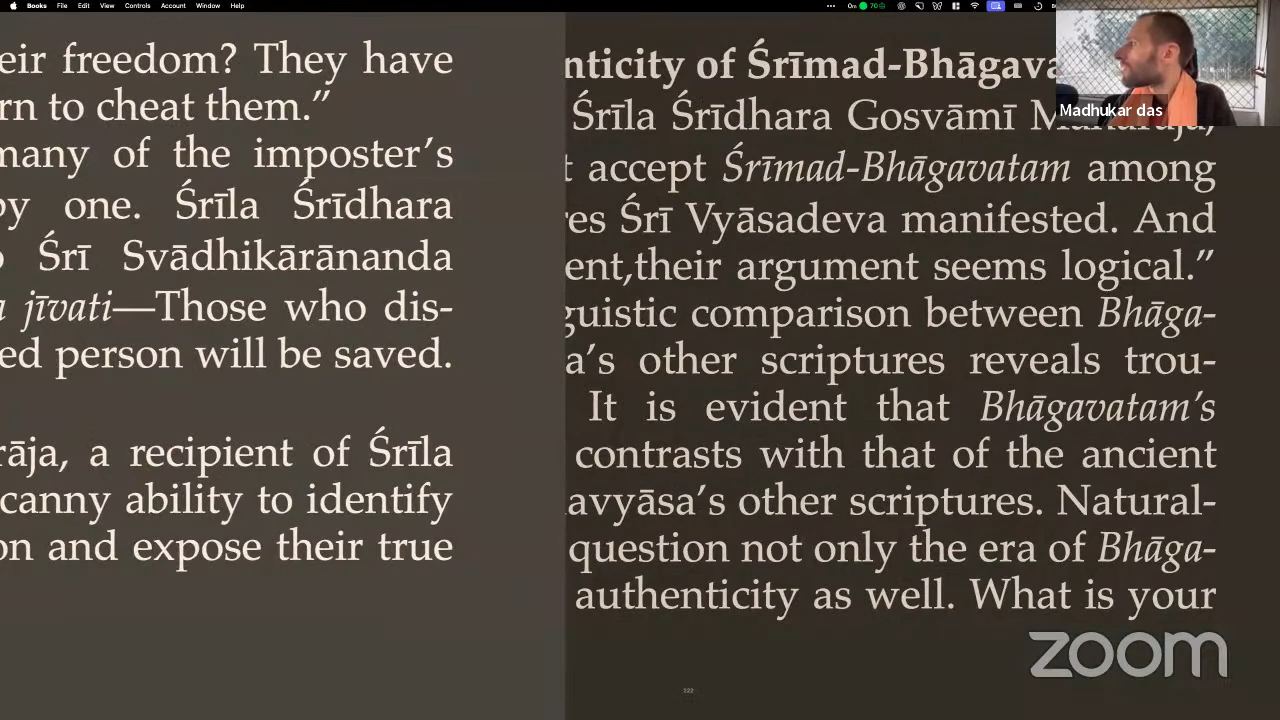 Books File Edit View Controls Account Window Help
Madhukar das
eir freedom? They have
rn to cheat them.”
many of the imposter’s
by one. Śrīla Śrīdhara
Śrī Svādhikārānanda
jīvati—Those who dis-
ed person will be saved.
rāja, a recipient of Śrīla
canny ability to identify
on and expose their true
nticity of Śrīmad-Bhāgava
Śrīla Śrīdhara Gosvāmī Mahārāja,
t accept Śrīmad-Bhāgavatam among
res Śrī Vyāsadeva manifested. And
ent,their argument seems logical.”
guistic comparison between Bhāga-
a’s other scriptures reveals trou-
It is evident that Bhāgavatam’s
contrasts with that of the ancient
avyāsa’s other scriptures. Natural-
question not only the era of Bhāga-
authenticity as well. What is your
zoom
222